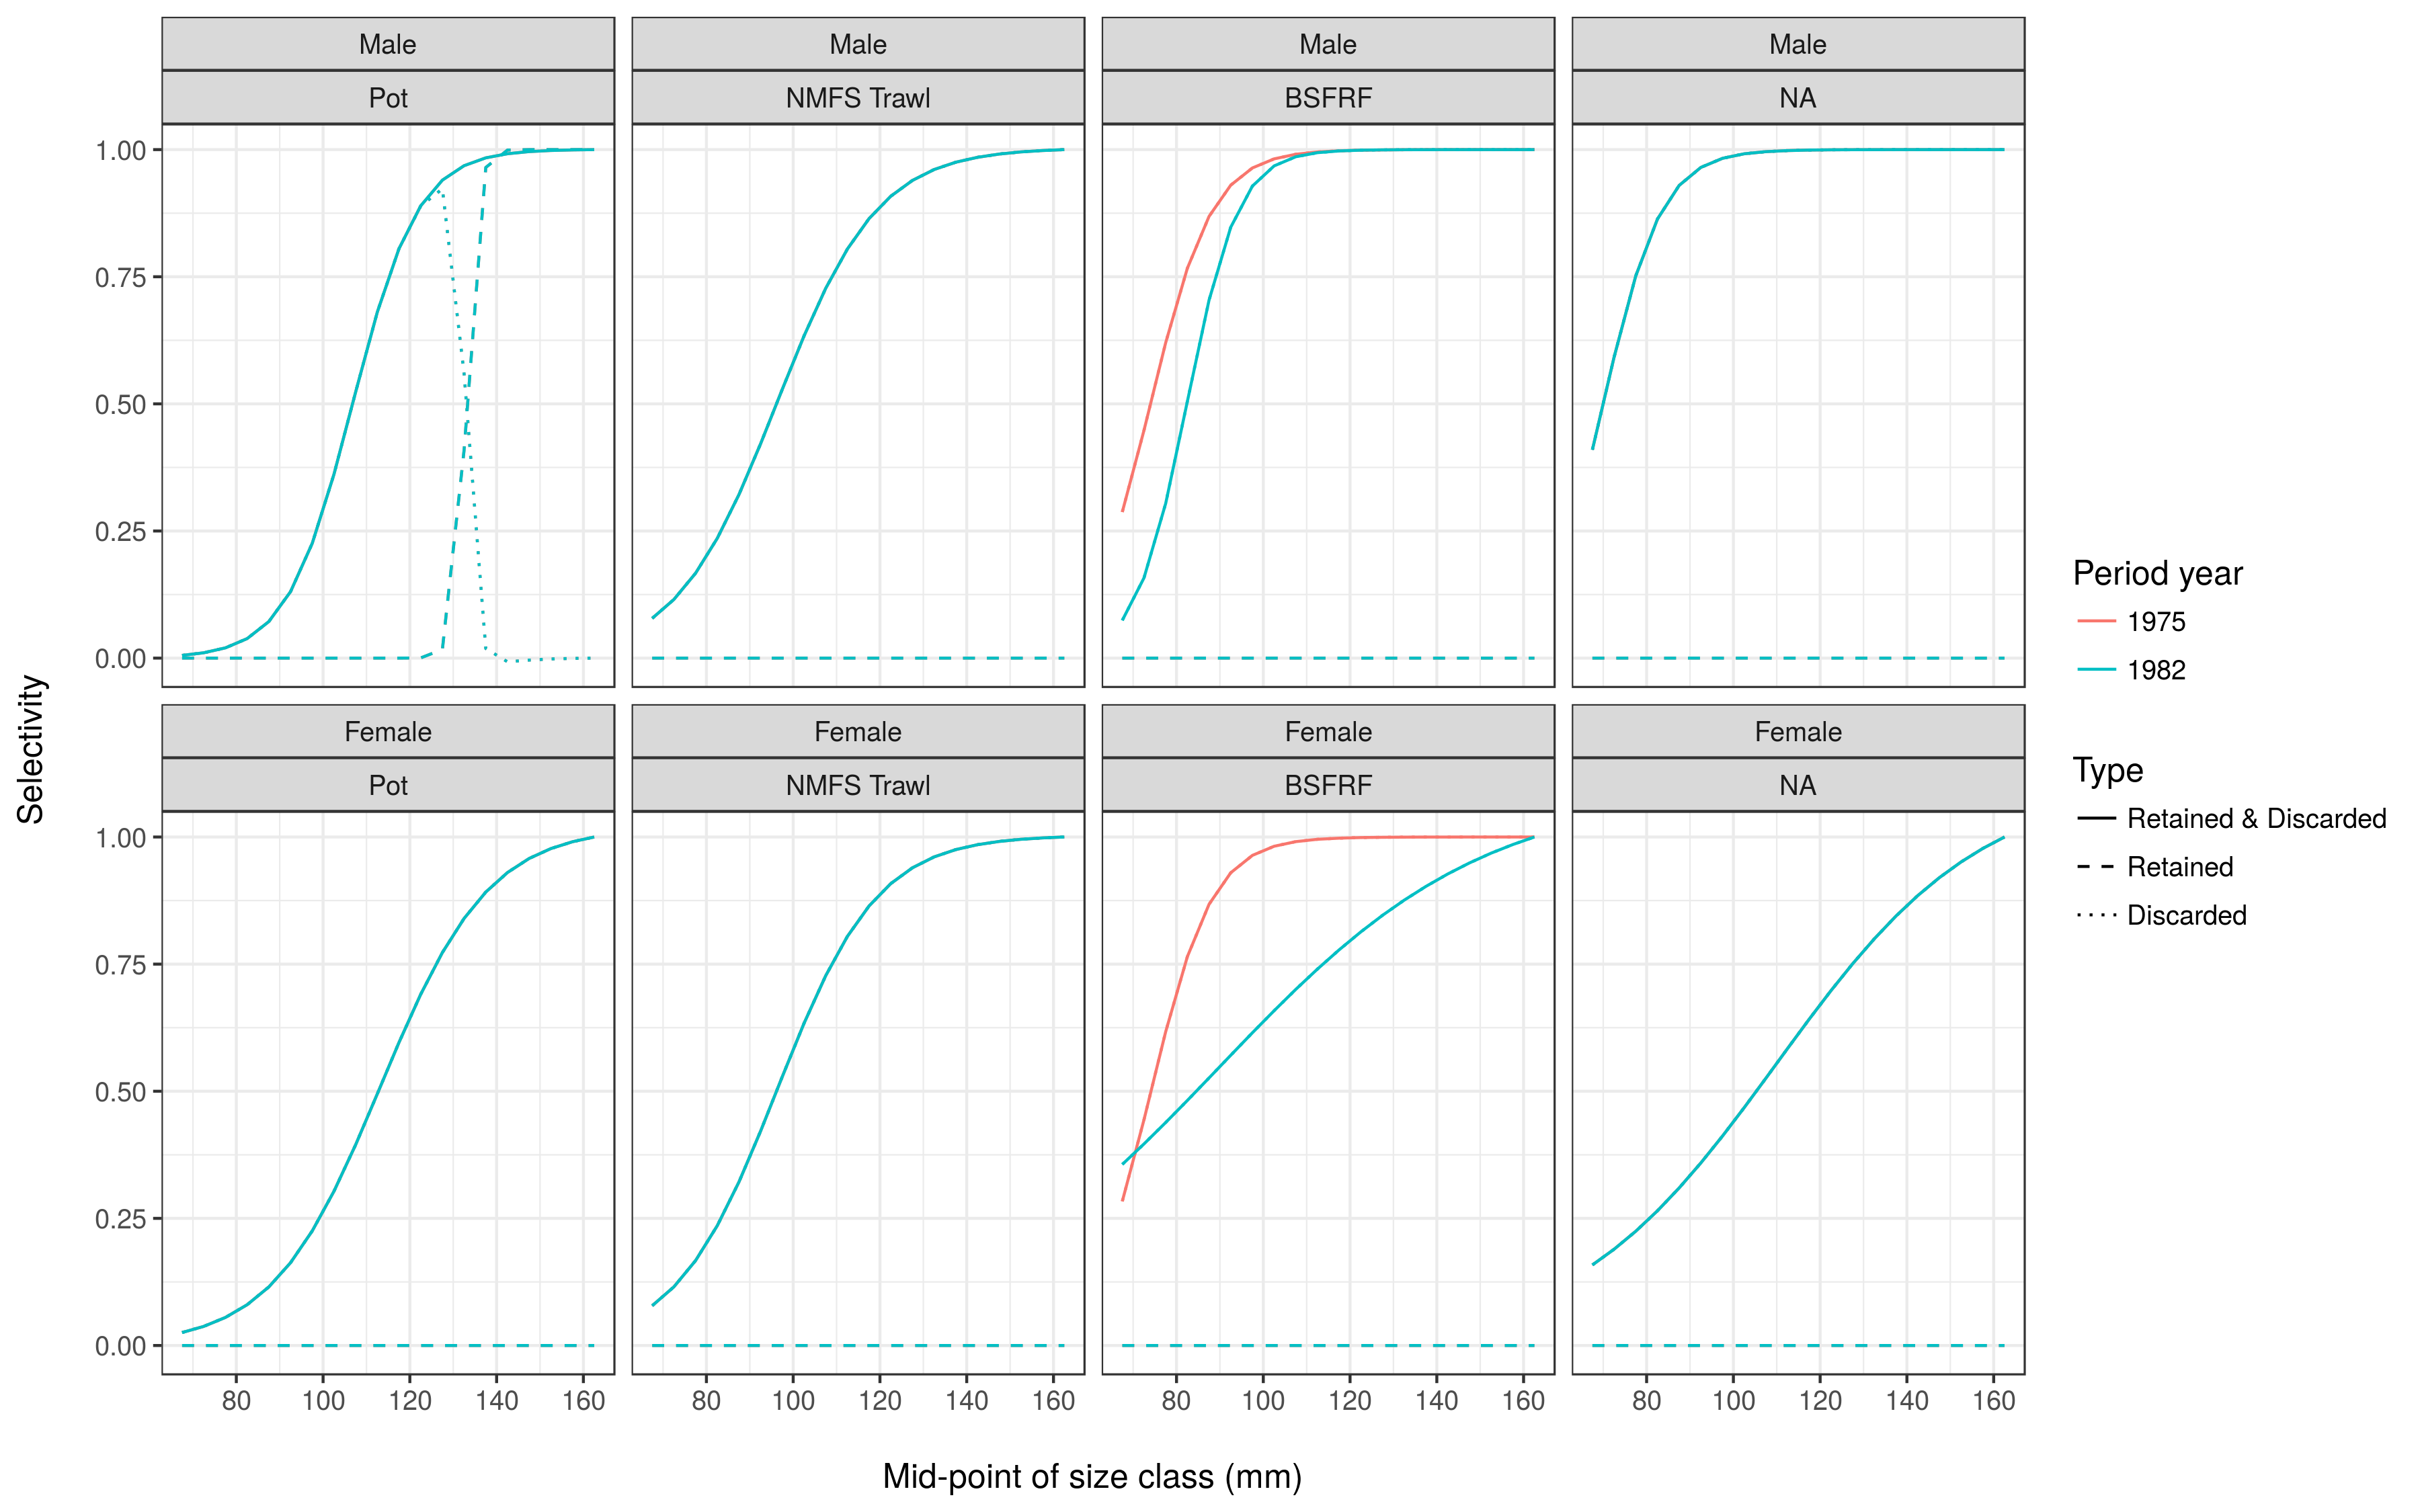 Male Male Male Male
Pot NMFS Trawl BSFRF NA
1.00
0.75
0.50
0.25
0.00
Female Female Female Female
Pot NMFS Trawl BSFRF NA
1.00
0.75
0.50
0.25
0.00
80 100 120 140 160 80 100 120 140 160 80 100 120 140 160 80 100 120 140 160
Selectivity
Mid-point of size class (mm)
Period year
1975
1982
Type
Retained & Discarded
Retained
Discarded